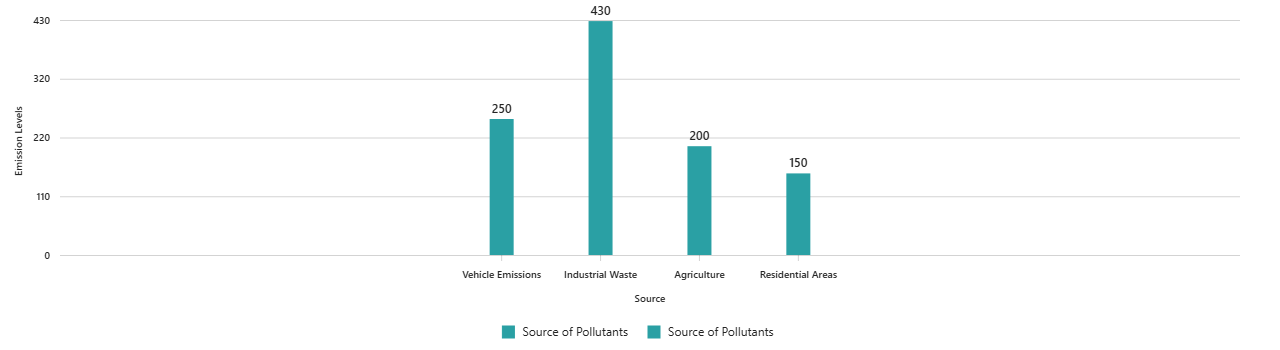 430
430
320
250
Emission Levels
220
200
150
110
0
Vehicle Emissions Industrial Waste Agriculture Residential Areas
Source
Source of Pollutants Source of Pollutants